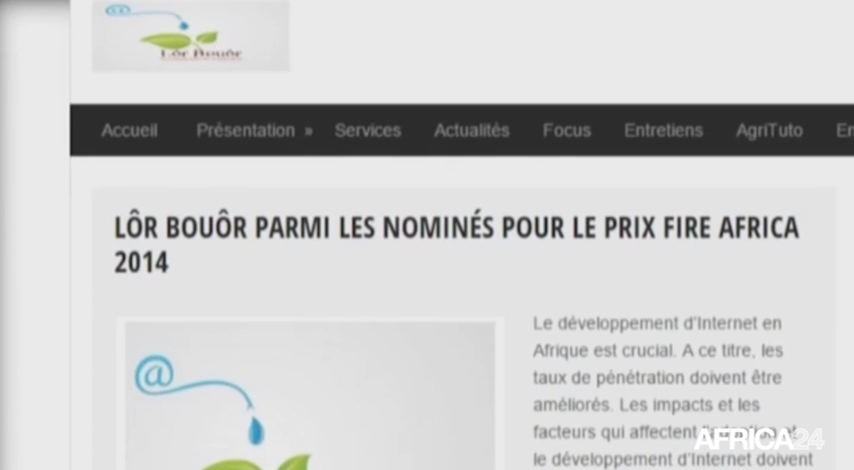 @
Lôr Bouôr
Accueil Présentation » Services Actualités Focus Entretiens AgriTuto
LÔR BOUÔR PARMI LES NOMINÉS POUR LE PRIX FIRE AFRICA
2014
@
Le développement d'Internet en
Afrique est crucial. A ce titre, les
taux de pénétration doivent être
améliorés. Les impacts et les
facteurs qui affectent
AFRICA24
le développement d'Internet doivent